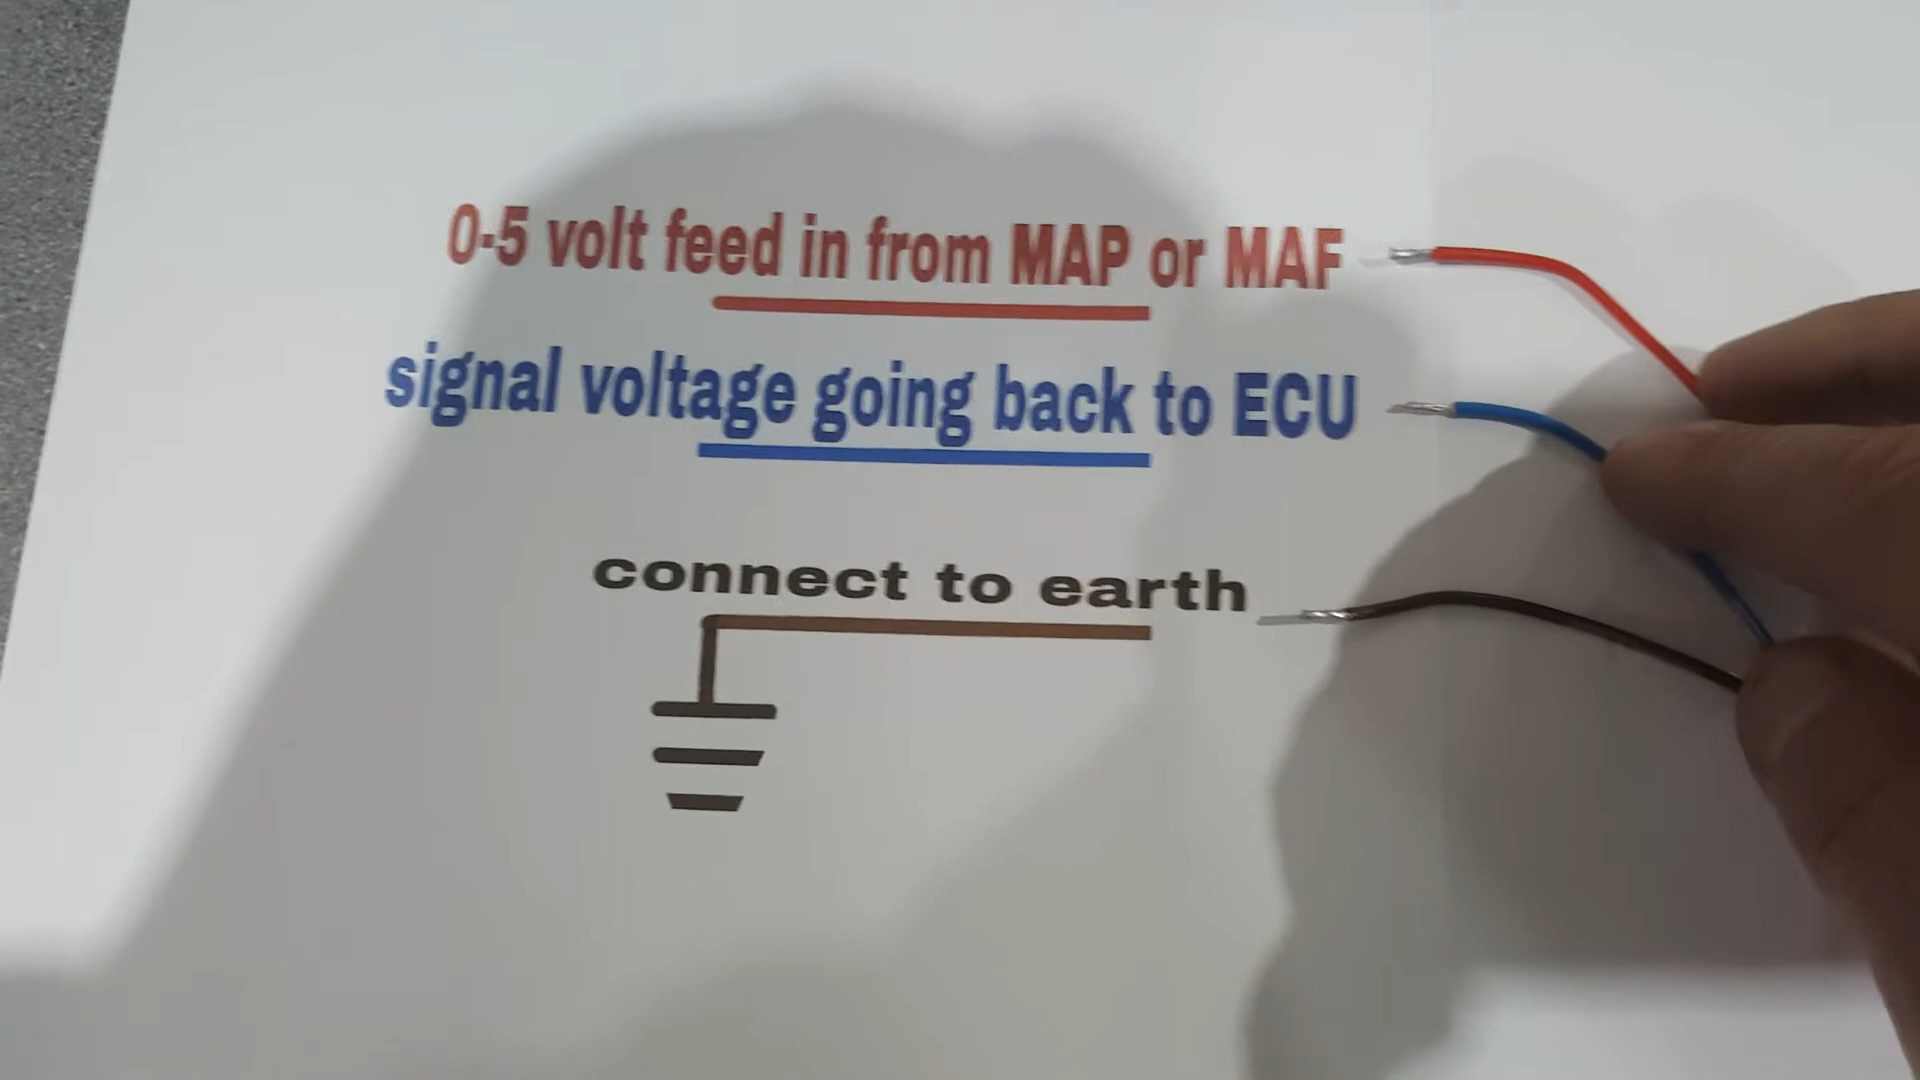 0-5 volt feed in from MAP or MAF
signal voltage going back to ECU
connect to earth